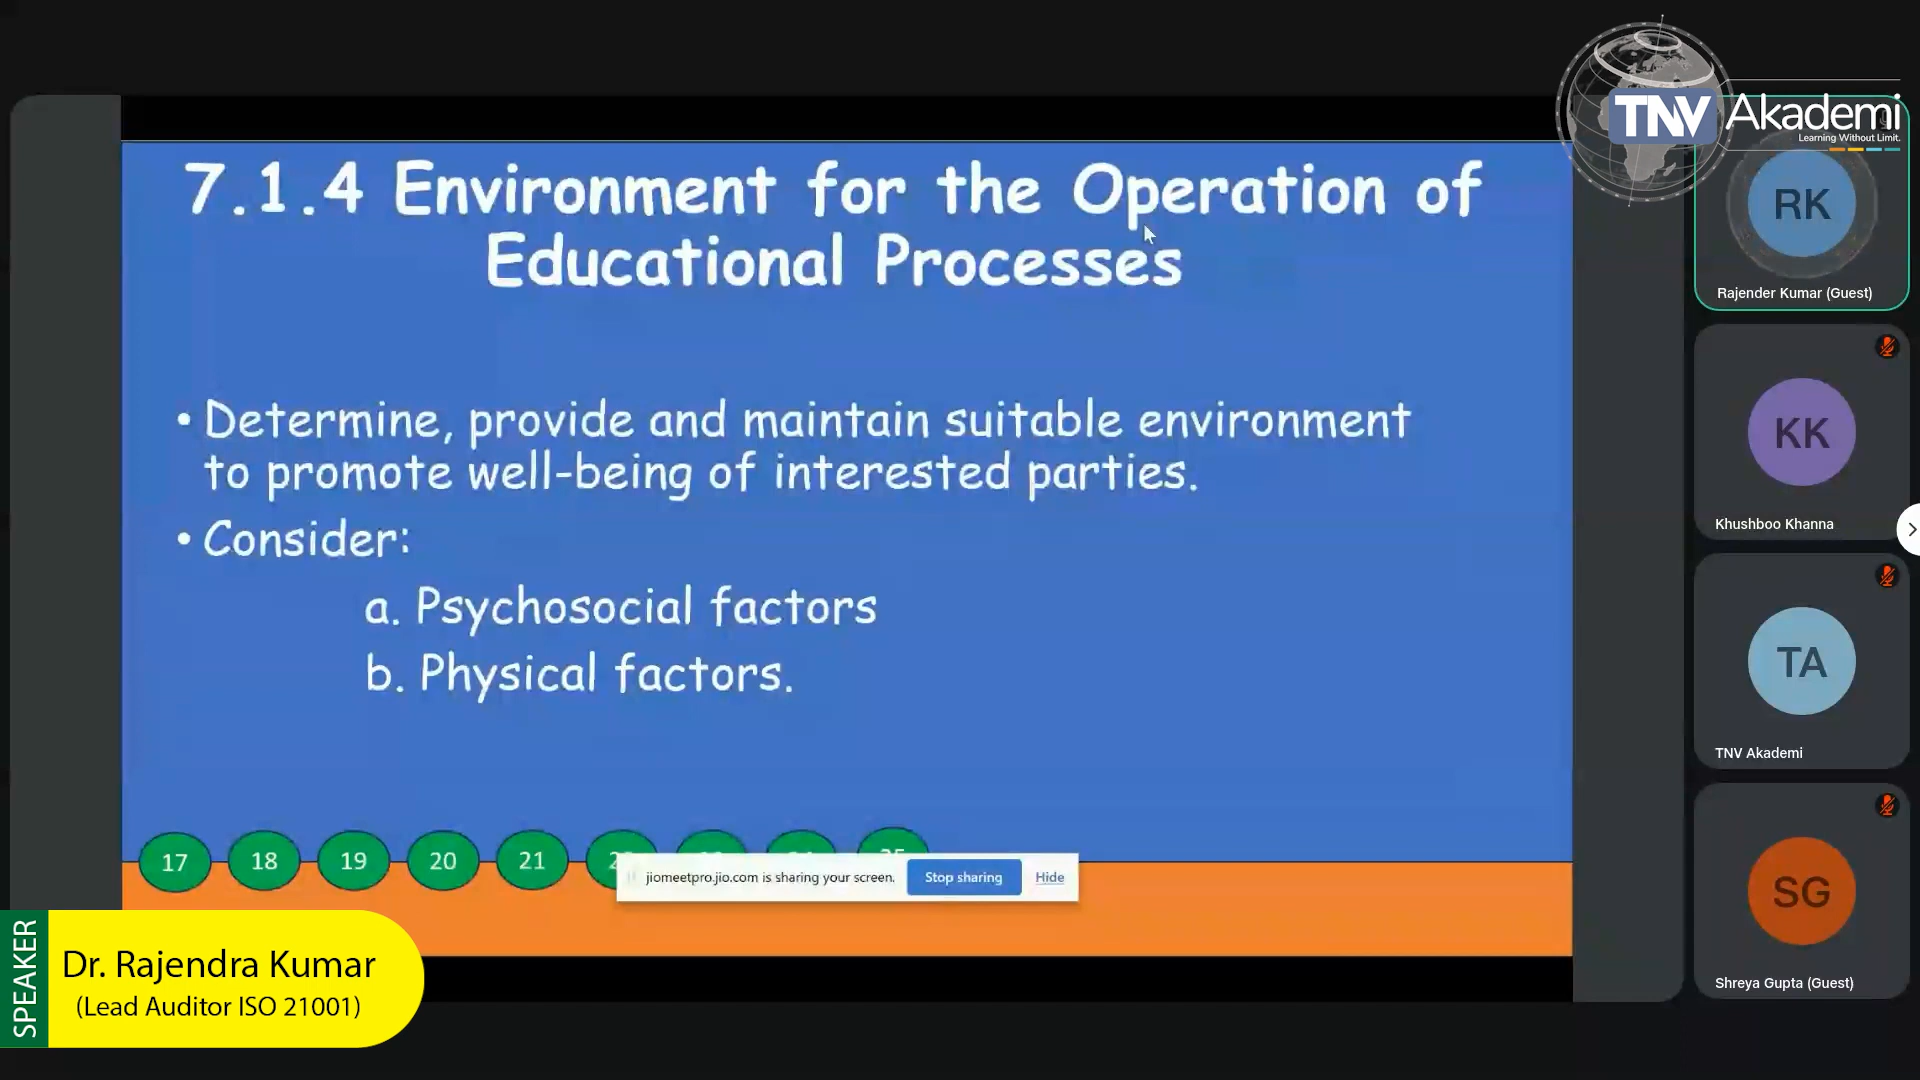 TNV Akademi
Learning Without Limit.
7.1.4 Environment for the Operation of
Educational Processes
• Determine, provide and maintain suitable environment
to promote well-being of interested parties.
• Consider:
a. Psychosocial factors
b. Physical factors.
17 18 19 20 21
jiomeetpro.jio.com is sharing your screen. Stop sharing Hide
SPEAKER
Dr. Rajendra Kumar
(Lead Auditor ISO 21001)
RK
Rajender Kumar (Guest)
KK
Khushboo Khanna
TA
TNV Akademi
SG
Shreya Gupta (Guest)